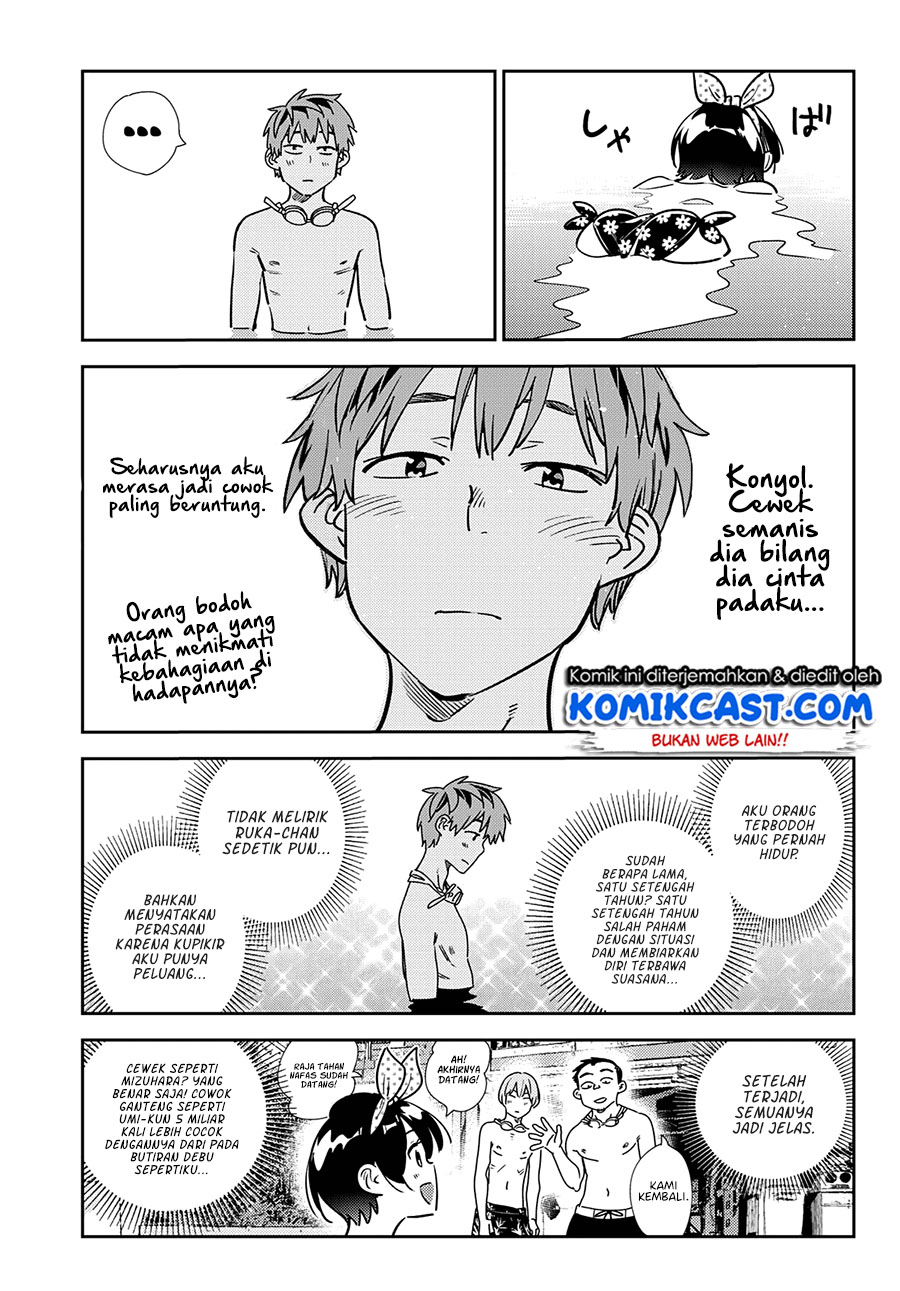 ばしゃ
...
Konyol.
Cewek
semanis
dia bilang
dia cinta
padaku...
Seharusnya aku
merasa jadi cowok
paling beruntung.
Orang bodoh
macam apa yang
tidak menikmati
kebahagiaan di
hadapannya?
Komik ini diterjemahkan & diedit oleh
KOMIKCAST.COM
BUKAN WEB LAIN!!
AKU ORANG
TERBODOH
YANG PERNAH
HIDUP.
SUDAH
BERAPA LAMA,
SATU SETENGAH
TAHUN? SATU
SETENGAH TAHUN
SALAH PAHAM
DENGAN SITUASI
DAN MEMBIARKAN
DIRI TERBAWA
SUASANA...
TIDAK MELIRIK
RUKA-CHAN
SEDETIK PUN...
BAHKAN
MENYATAKAN
PERASAAN
KARENA KUPIKIR
AKU PUNYA
PELUANG...
SETELAH
TERJADI,
SEMUANYA
JADI JELAS.
KAMI
KEMBALI.
AH!
AKHIRNYA
DATANG!
RAJA TAHAN
NAFAS SUDAH
DATANG!
CEWEK SEPERTI
MIZUHARA? YANG
BENAR SAJA! COWOK
GANTENG SEPERTI
UMI-KUN 5 MILIAR
KALI LEBIH COCOK
DENGANNYA DARI PADA
BUTIRAN DEBU
SEPERTIKU...